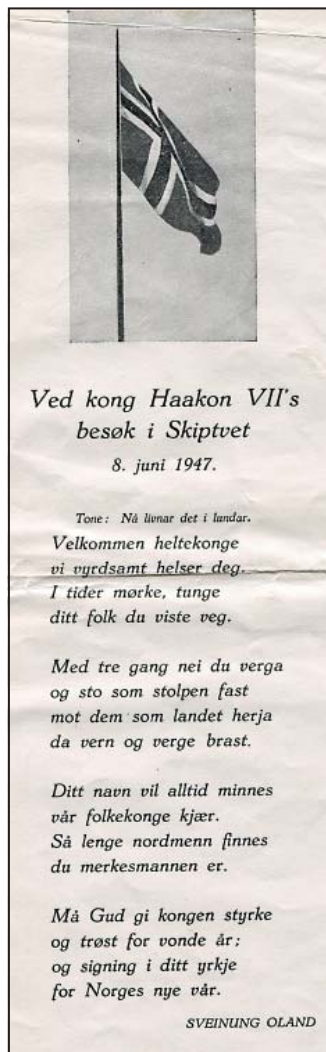 Ved kong Haakon VII's
besøk i Skiptvet
8. juni 1947.
Tone: Nå livnar det i lundar.
Velkommen heltekonge
vi vyrdsamt helser deg.
I tider mørke, tunge
ditt folk du viste veg.
Med tre gang nei du verga
og sto som stolpen fast
mot dem som landet herja
da vern og verge brast.
Ditt navn vil alltid minnes
vår folkekonge kjær.
Så lenge nordmenn finnes
du merkesmannen er.
Må Gud gi kongen styrke
og trøst for vonde år;
og signing i ditt yrkje
for Norges nye vår.
SVEINUNG OLAND